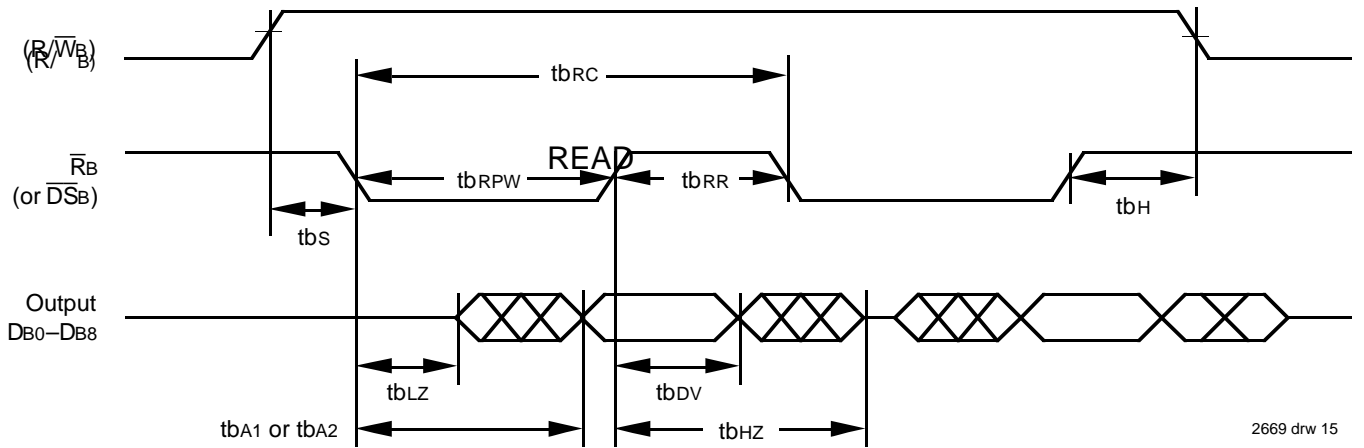 (R/W̅B)
(R/ B)
tbRC
R̅B
(or D̅S̅B)
READ
tbRPW
tbRR
tbH
tbS
Output
DB0–DB8
tbLZ
tbDV
tbA1 or tbA2
tbHZ
2669 drw 15